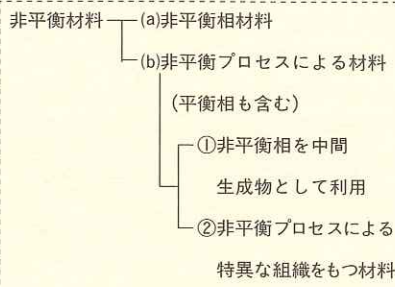 非平衡材料
(a)非平衡相材料
(b)非平衡プロセスによる材料
(平衡相も含む)
①非平衡相を中間
生成物として利用
②非平衡プロセスによる
特異な組織をもつ材料